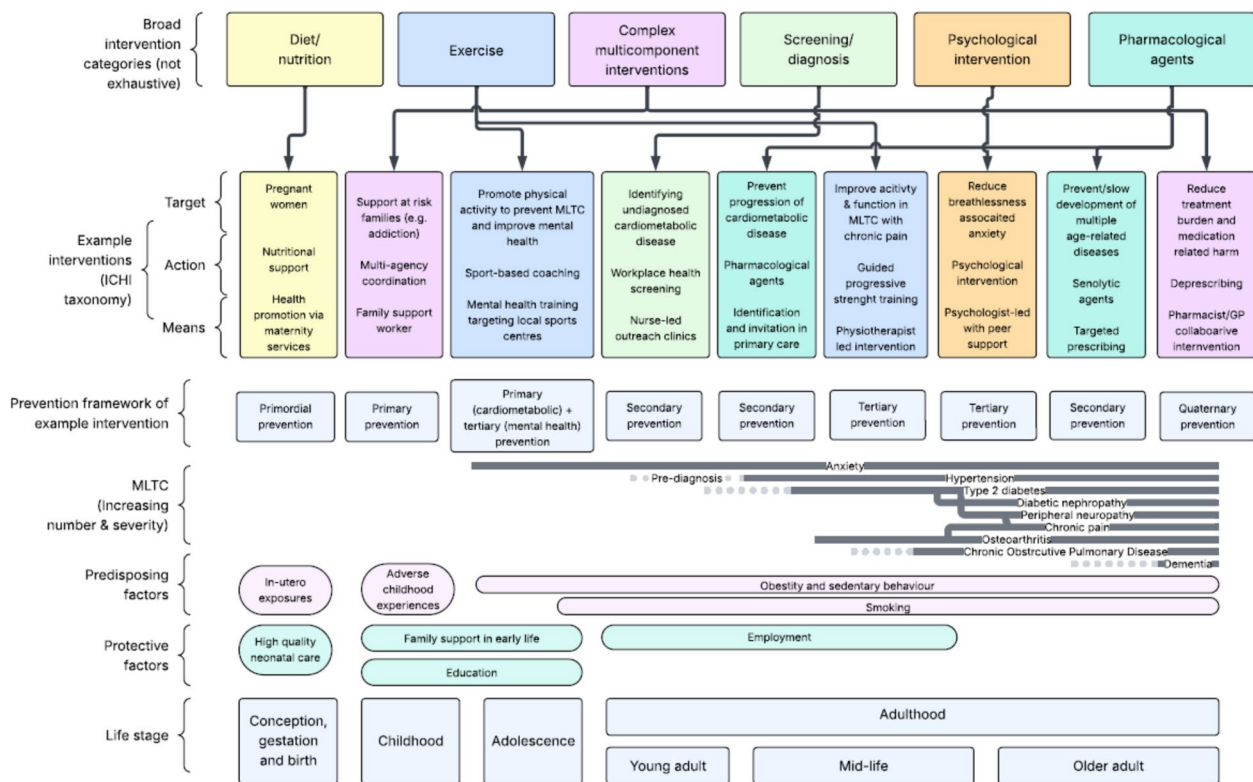 Broad
intervention
categories (not
exhaustive)
Diet/
nutrition
Exercise
Complex
multicomponent
interventions
Screening/
diagnosis
Psychological
intervention
Pharmacological
agents
Example
interventions
(ICHI
taxonomy)
Target
Action
Means
Pregnant
women
Nutritional
support
Health
promotion via
maternity
services
Support at risk
families (e.g.
addiction)
Multi-agency
coordination
Family support
worker
Promote physical
activity to prevent MLTC
and improve mental
health
Sport-based coaching
Mental health training
targeting local sports
centres
Identifying
undiagnosed
cardiometabolic
disease
Workplace health
screening
Nurse-led
outreach clinics
Prevent
progression of
cardiometabolic
disease
Pharmacological
agents
Identification
and invitation in
primary care
Improve acitivity
& function in
MLTC with
chronic pain
Guided
progressive
strenght training
Physiotherapist
led intervention
Reduce
breathlessness
assocaited
anxiety
Psychological
intervention
Psychologist-led
with peer
support
Prevent/slow
development of
multiple
age-related
diseases
Senolytic
agents
Targeted
prescribing
Reduce
treatment
burden and
medication
related harm
Deprescribing
Pharmacist/GP
collaboarive
internvention
Prevention framework of
example intervention
Primordial
prevention
Primary
prevention
Primary
(cardiometabolic) +
tertiary (mental health)
prevention
Secondary
prevention
Secondary
prevention
Tertiary
prevention
Tertiary
prevention
Secondary
prevention
Quaternary
prevention
MLTC
(Increasing
number & severity)
Anxiety
Pre-diagnosis
Hypertension
Type 2 diabetes
Diabetic nephropathy
Peripheral neuropathy
Chronic pain
Osteoarthritis
Chronic Obstrcutive Pulmonary Disease
Dementia
Predisposing
factors
In-utero
exposures
Adverse
childhood
experiences
Obestity and sedentary behaviour
Smoking
Protective
factors
High quality
neonatal care
Family support in early life
Education
Employment
Life stage
Conception,
gestation
and birth
Childhood
Adolescence
Adulthood
Young adult
Mid-life
Older adult